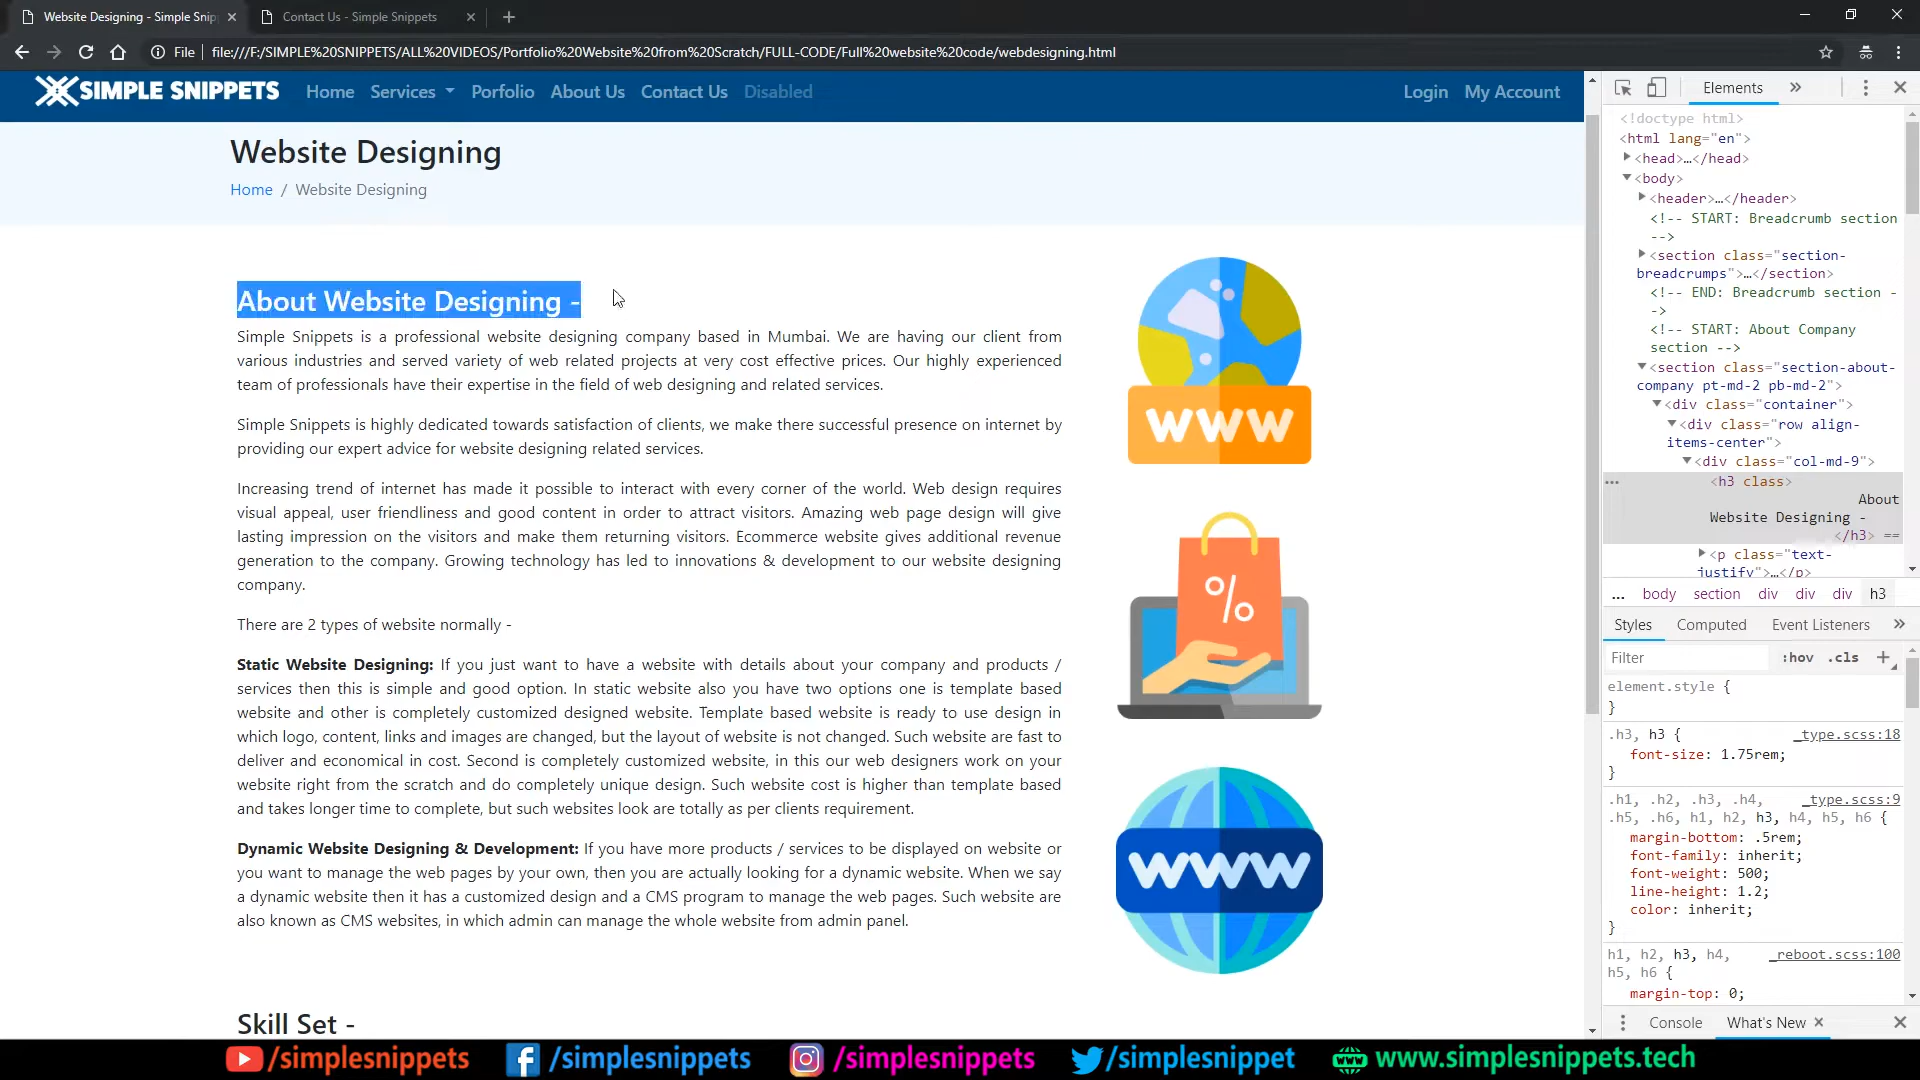 Website Designing - Simple Snip
Contact Us - Simple Snippets
File
file:///F:/SIMPLE%20SNIPPETS/ALL%20VIDEOS/Portfolio%20Website%20from%20Scratch/FULL-CODE/Full%20website%20code/webdesigning.html
SIMPLE SNIPPETS
Home Services Porfolio About Us Contact Us Disabled
Login My Account
Website Designing
Home / Website Designing
About Website Designing -
Simple Snippets is a professional website designing company based in Mumbai. We are having our client from
various industries and served variety of web related projects at very cost effective prices. Our highly experienced
team of professionals have their expertise in the field of web designing and related services.
Simple Snippets is highly dedicated towards satisfaction of clients, we make there successful presence on internet by
providing our expert advice for website designing related services.
Increasing trend of internet has made it possible to interact with every corner of the world. Web design requires
visual appeal, user friendliness and good content in order to attract visitors. Amazing web page design will give
lasting impression on the visitors and make them returning visitors. Ecommerce website gives additional revenue
generation to the company. Growing technology has led to innovations & development to our website designing
company.
There are 2 types of website normally -
Static Website Designing: If you just want to have a website with details about your company and products /
services then this is simple and good option. In static website also you have two options one is template based
website and other is completely customized designed website. Template based website is ready to use design in
which logo, content, links and images are changed, but the layout of website is not changed. Such website are fast to
deliver and economical in cost. Second is completely customized website, in this our web designers work on your
website right from the scratch and do completely unique design. Such website cost is higher than template based
and takes longer time to complete, but such websites look are totally as per clients requirement.
Dynamic Website Designing & Development: If you have more products / services to be displayed on website or
you want to manage the web pages by your own, then you are actually looking for a dynamic website. When we say
a dynamic website then it has a customized design and a CMS program to manage the web pages. Such website are
also known as CMS websites, in which admin can manage the whole website from admin panel.
Skill Set -
WWW
%
WWW
Elements
<!doctype html>
<html lang="en">
<head>…</head>
<body>
<header>…</header>
<!-- START: Breadcrumb section
-->
<section class="section-
breadcrumps">…</section>
<!-- END: Breadcrumb section -
->
<!-- START: About Company
section -->
<section class="section-about-
company pt-md-2 pb-md-2">
<div class="container">
<div class="row align-
items-center">
<div class="col-md-9">
<h3 class>
About
Website Designing -
</h3> ==
<p class="text-
justify">…</p>
... body section div div div h3
Styles Computed Event Listeners
Filter :hov .cls +
element.style {
}
.h3, h3 { _type.scss:18
font-size: 1.75rem;
}
.h1, .h2, .h3, .h4, _type.scss:9
.h5, .h6, h1, h2, h3, h4, h5, h6 {
margin-bottom: .5rem;
font-family: inherit;
font-weight: 500;
line-height: 1.2;
color: inherit;
}
h1, h2, h3, h4, _reboot.scss:100
h5, h6 {
margin-top: 0;
Console What's New
/simplesnippets /simplesnippets /simplesnippets /simplesnippet www.simplesnippets.tech